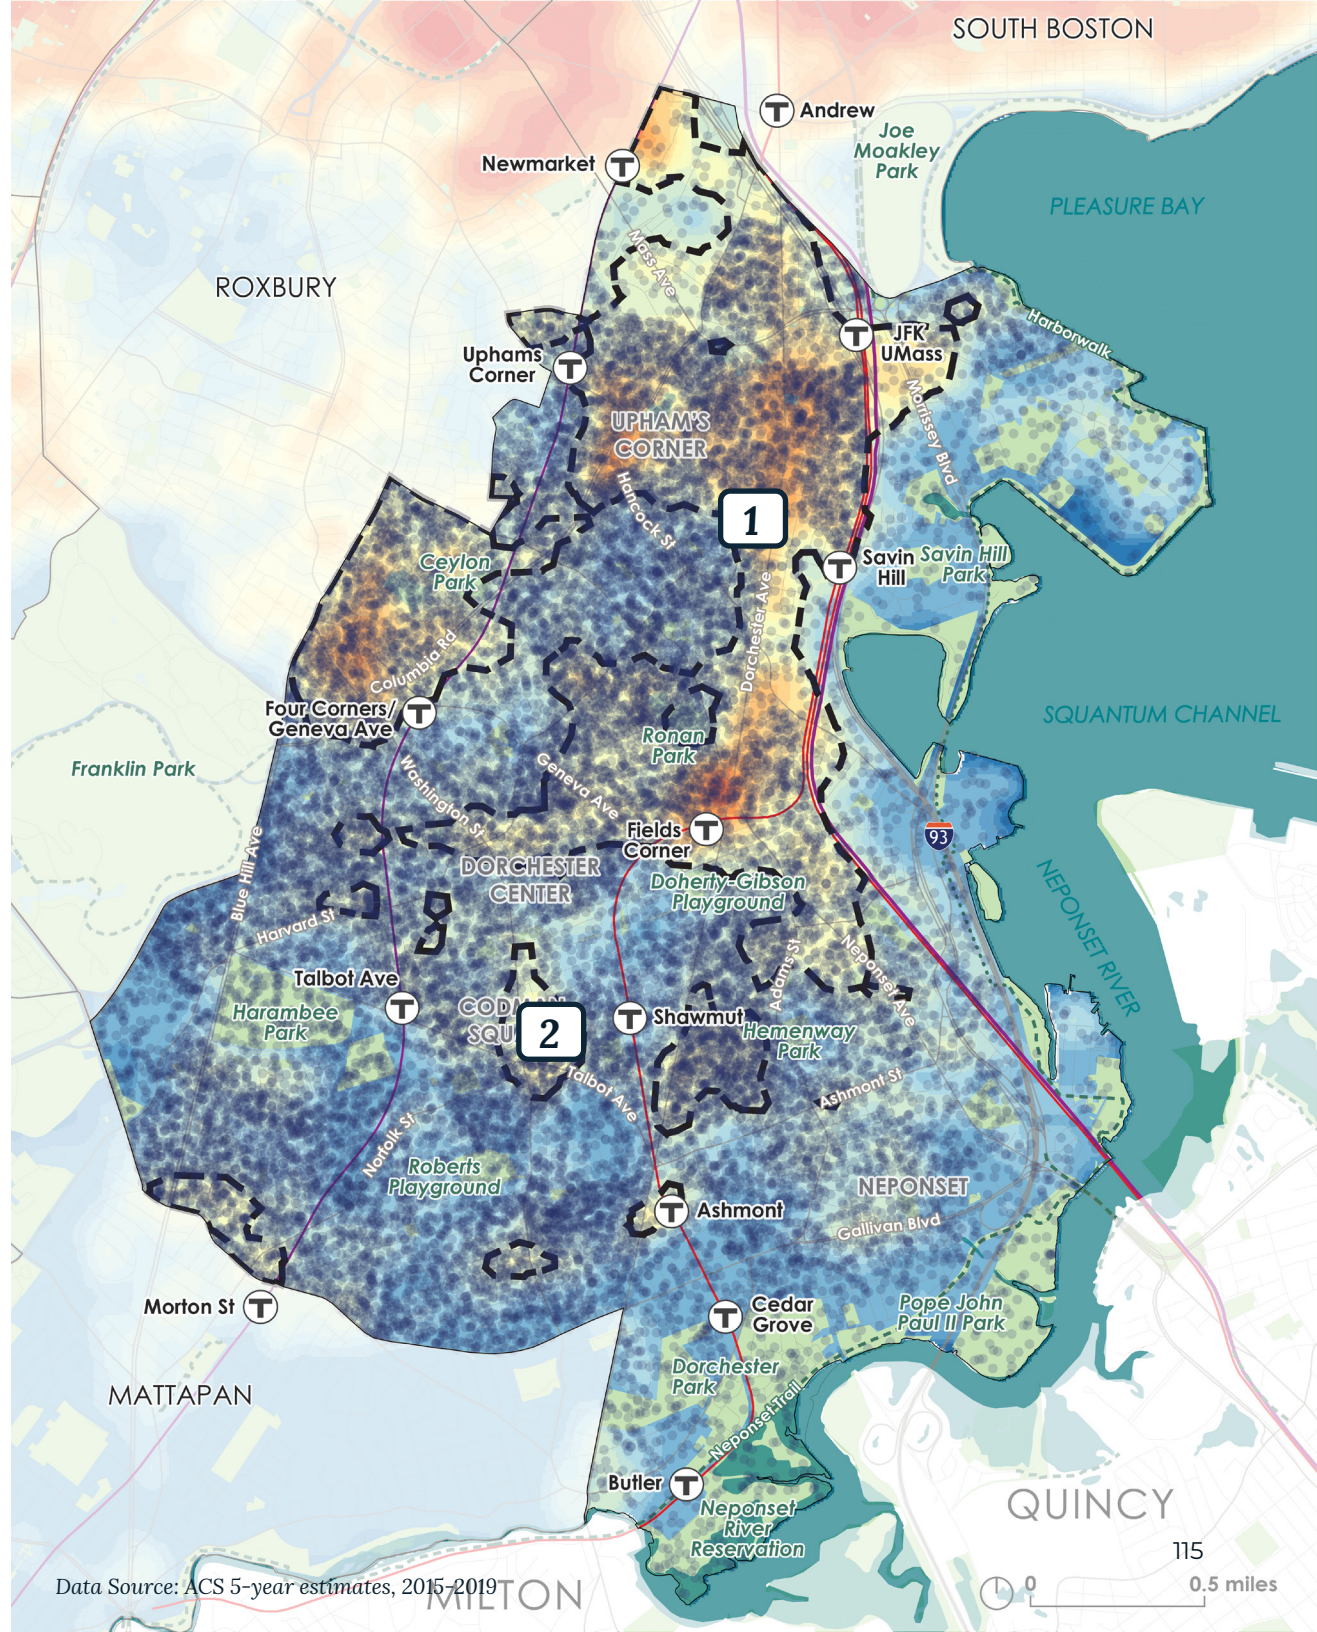 SOUTH BOSTON
Andrew
Joe
Moakley
Park
Newmarket
PLEASURE BAY
Mass Ave
ROXBURY
Harborwalk
JFK
UMass
Uphams
Corner
Morrissey Blvd
UPHAM'S
CORNER
Hancock St
1
Savin
Hill
Savin Hill
Park
Ceylon
Park
Dorchester Ave
Columbia Rd
Four Corners/
Geneva Ave
SQUANTUM CHANNEL
Ronan
Park
Franklin Park
Geneva Ave
Washington St
Fields
Corner
93
DORCHESTER
CENTER
Doherty-Gibson
Playground
Blue Hill Ave
Harvard St
NEPONSET RIVER
Adams St
Neponset Ave
Talbot Ave
Harambee
Park
CODMAN
SQU
2
Shawmut
Hemenway
Park
Talbot Ave
Ashmont St
Norfolk St
Roberts
Playground
NEPONSET
Ashmont
Gallivan Blvd
Morton St
Cedar
Grove
Pope John
Paul II Park
MATTAPAN
Dorchester
Park
Neponset Trail
Butler
Neponset
River
Reservation
QUINCY
115
Data Source: ACS 5-year estimates, 2015-2019
MILTON
0
0.5 miles